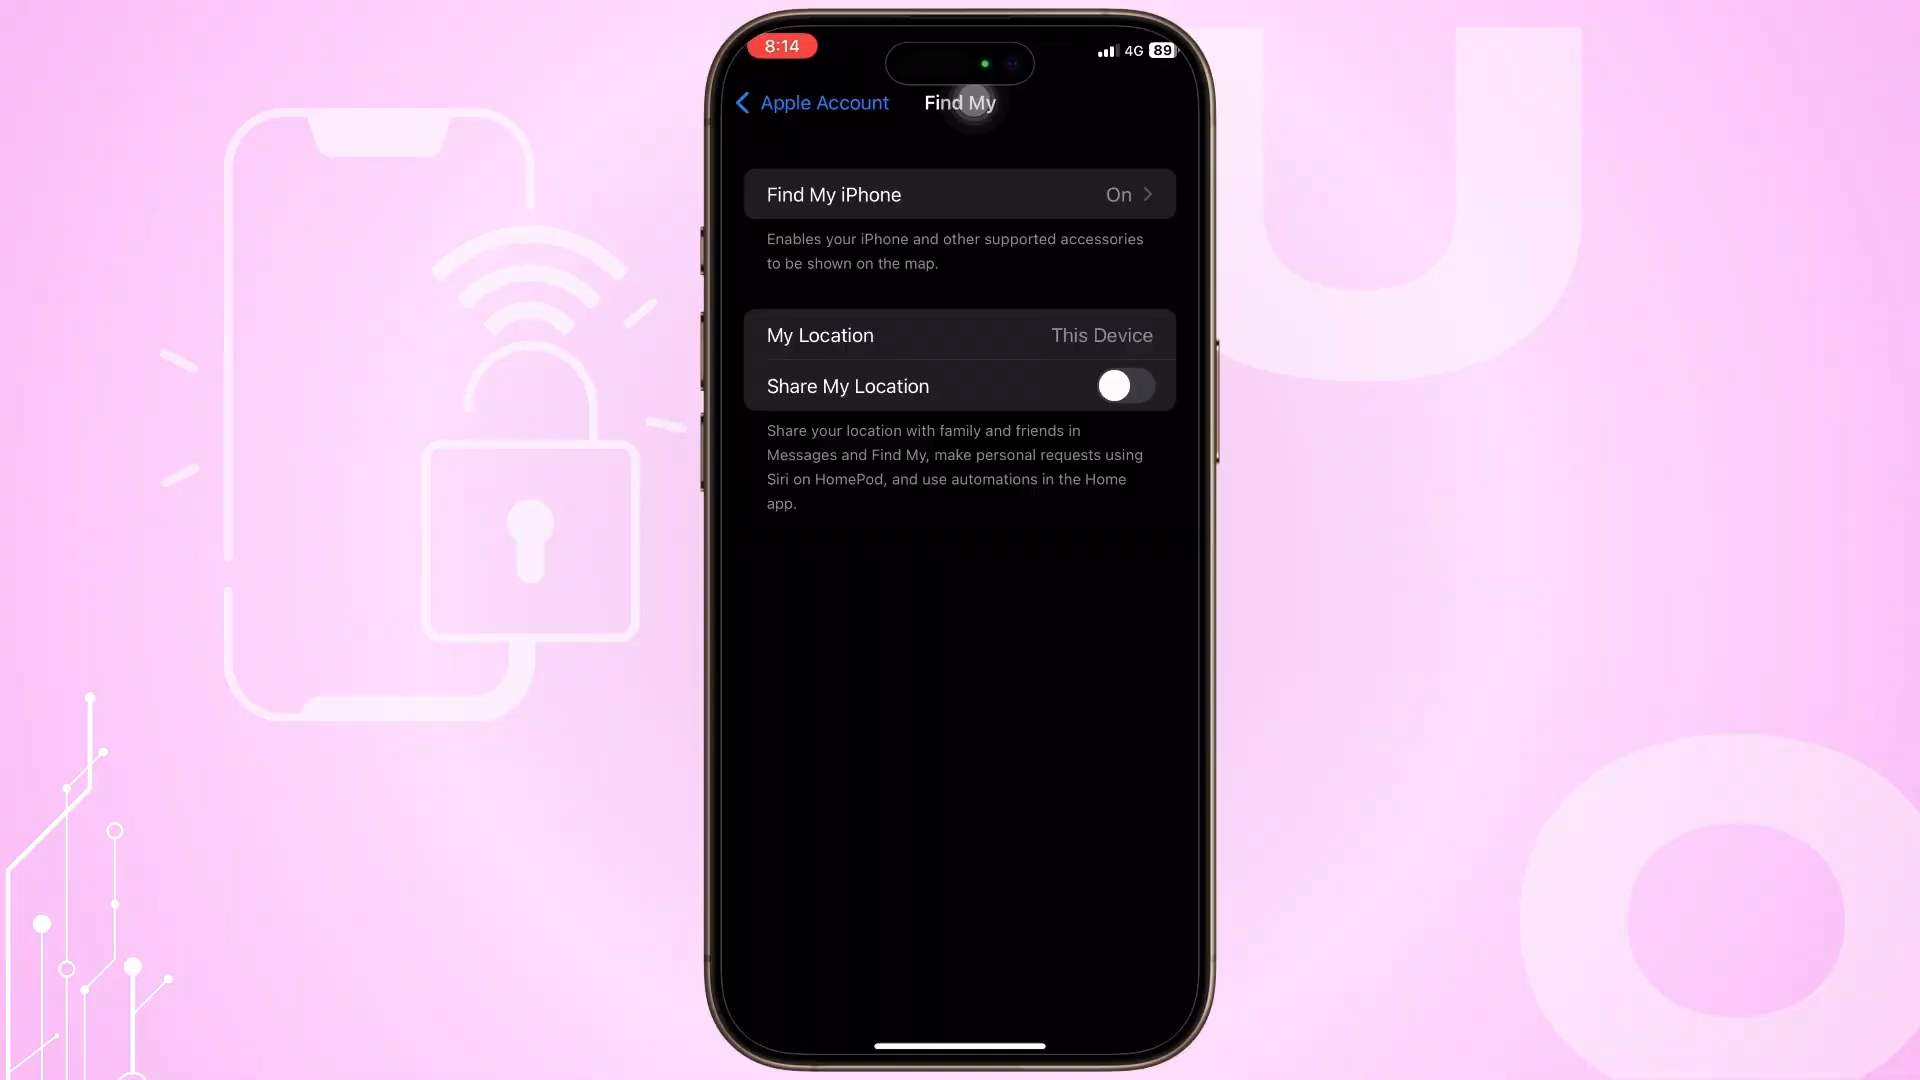 8:14
4G 89
Apple Account Find My
Find My iPhone On
Enables your iPhone and other supported accessories
to be shown on the map.
My Location This Device
Share My Location
Share your location with family and friends in
Messages and Find My, make personal requests using
Siri on HomePod, and use automations in the Home
app.
U
O